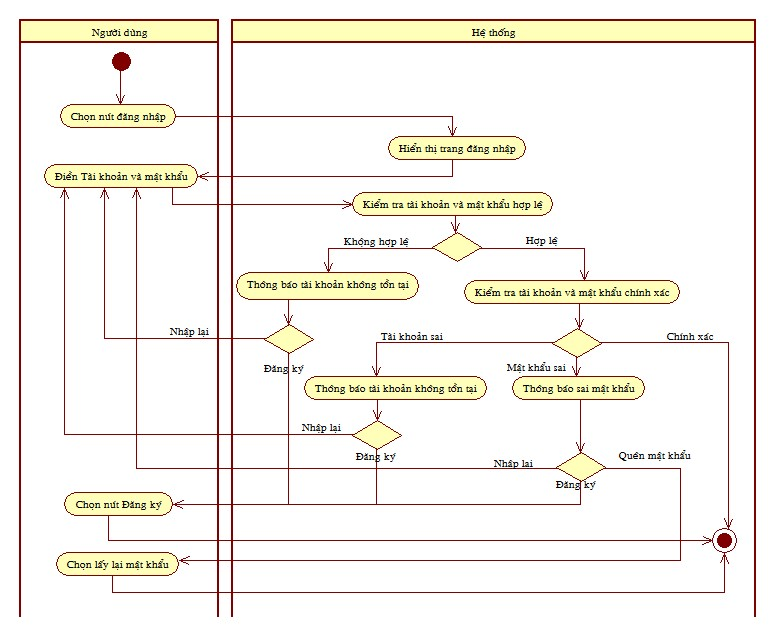 Người dùng
Hệ thống
Chọn nút đăng nhập
Hiển thị trang đăng nhập
Điền Tài khoản và mật khẩu
Kiểm tra tài khoản và mật khẩu hợp lệ
Không hợp lệ
Hợp lệ
Thông báo tài khoản không tồn tại
Kiểm tra tài khoản và mật khẩu chính xác
Nhập lại
Tài khoản sai
Chính xác
Đăng ký
Mật khẩu sai
Thông báo tài khoản không tồn tại
Thông báo sai mật khẩu
Nhập lại
Đăng ký
Quên mật khẩu
Nhập lai
Đăng ký
Chọn nút Đăng ký
Chọn lấy lại mật khẩu